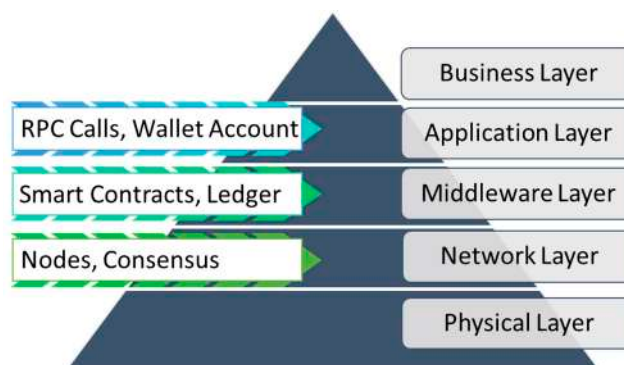 Business Layer
RPC Calls, Wallet Account
Application Layer
Smart Contracts, Ledger
Middleware Layer
Nodes, Consensus
Network Layer
Physical Layer